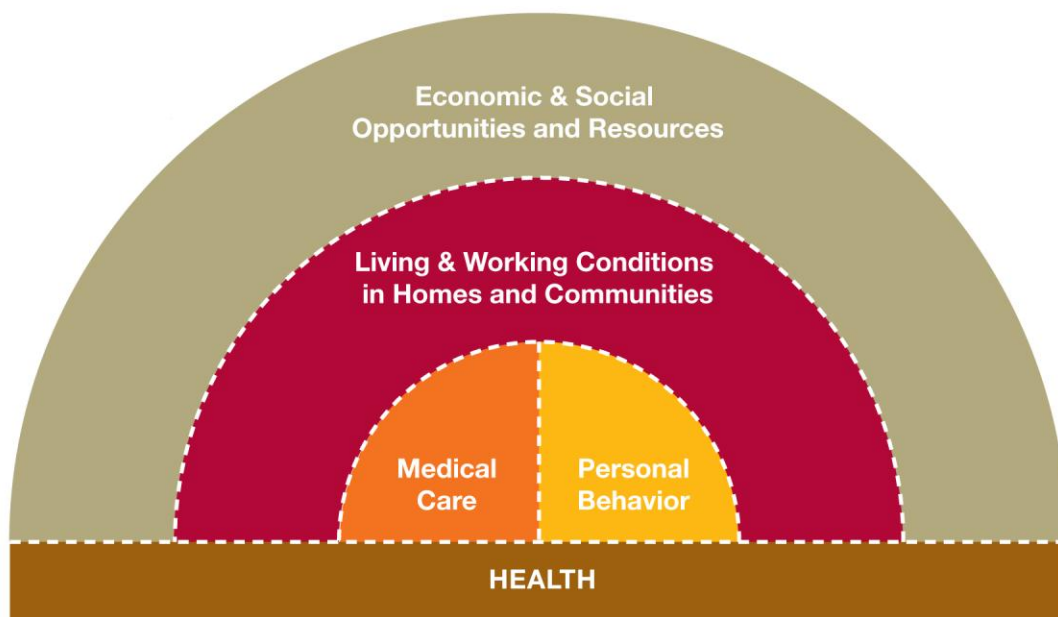 Economic & Social
Opportunities and Resources
Living & Working Conditions
in Homes and Communities
Medical
Care
Personal
Behavior
HEALTH